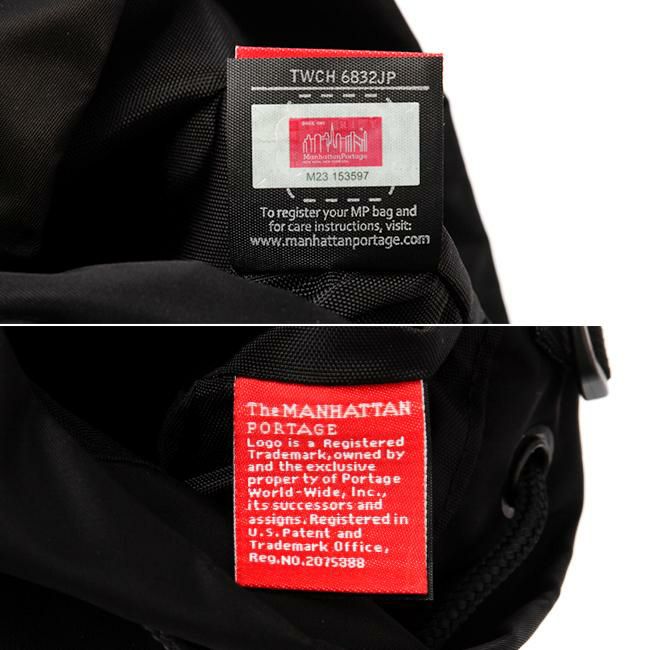 TWCH 6832JP
Manhattan Portage
M23 153597
To register your MP bag and
for care instructions, visit:
www.manhattanportage.com
The MANHATTAN
PORTAGE
Logo is a Registered
Trademark, owned by
and the exclusive
property of Portage
World-Wide, Inc.,
its successors and
assigns. Registered in
U.S. Patent and
Trademark Office,
Reg.NO.2075388